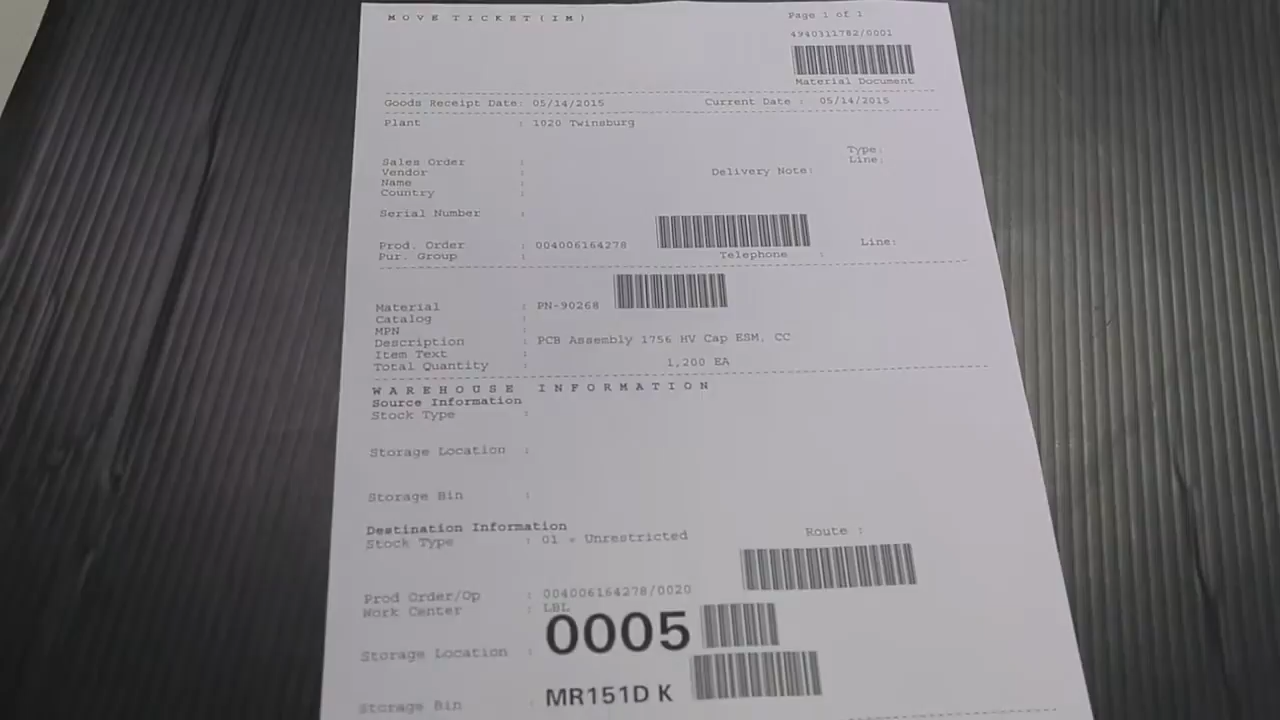 MOVE TICKET(IM)
Page 1 of 1
4940311782/0001
Material Document
Goods Receipt Date: 05/14/2015 Current Date : 05/14/2015
Plant : 1020 Twinsburg
Type:
Sales Order : Line:
Vendor : Delivery Note:
Name :
Country :
Serial Number :
Prod. Order : 004006164278 Line:
Pur. Group : Telephone :
Material : PN-90268
Catalog :
MPN :
Description : PCB Assembly 1756 HV Cap ESM, CC
Item Text :
Total Quantity : 1,200 EA
WAREHOUSE INFORMATION
Source Information
Stock Type :
Storage Location :
Storage Bin :
Destination Information
Stock Type : 01 - Unrestricted Route :
Prod Order/Op : 004006164278/0020
Work Center : LBL
Storage Location : 0005
Storage Bin : MR151D K